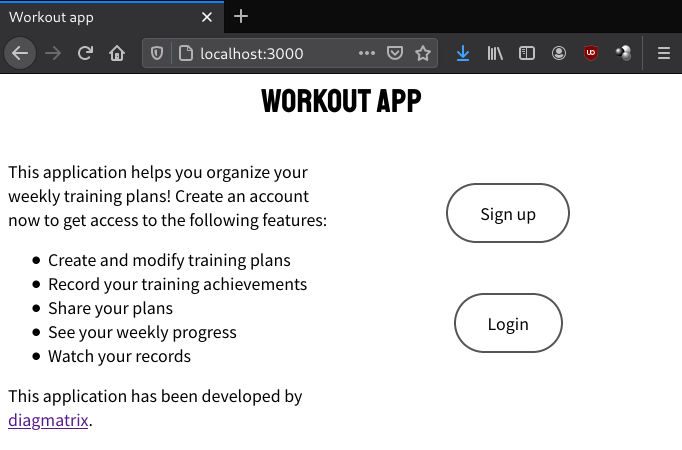 Workout app
localhost:3000
WORKOUT APP
This application helps you organize your
weekly training plans! Create an account
now to get access to the following features:
Create and modify training plans
Record your training achievements
Share your plans
See your weekly progress
Watch your records
This application has been developed by
diagmatrix.
Sign up
Login